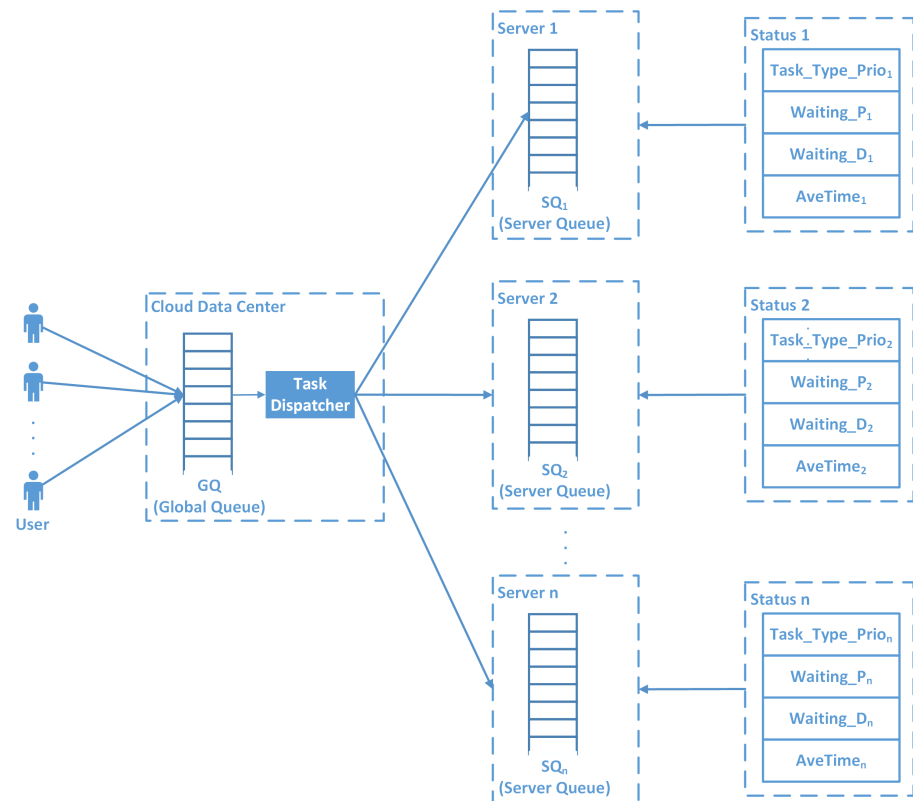 Server 1
SQ₁
(Server Queue)
Status 1
Task_Type_Prio₁
Waiting_P₁
Waiting_D₁
AveTime₁
User
Cloud Data Center
GQ
(Global Queue)
Task
Dispatcher
Server 2
SQ₂
(Server Queue)
Status 2
Task_Type_Prio₂
Waiting_P₂
Waiting_D₂
AveTime₂
Server n
SQₙ
(Server Queue)
Status n
Task_Type_Prioₙ
Waiting_Pₙ
Waiting_Dₙ
AveTimeₙ